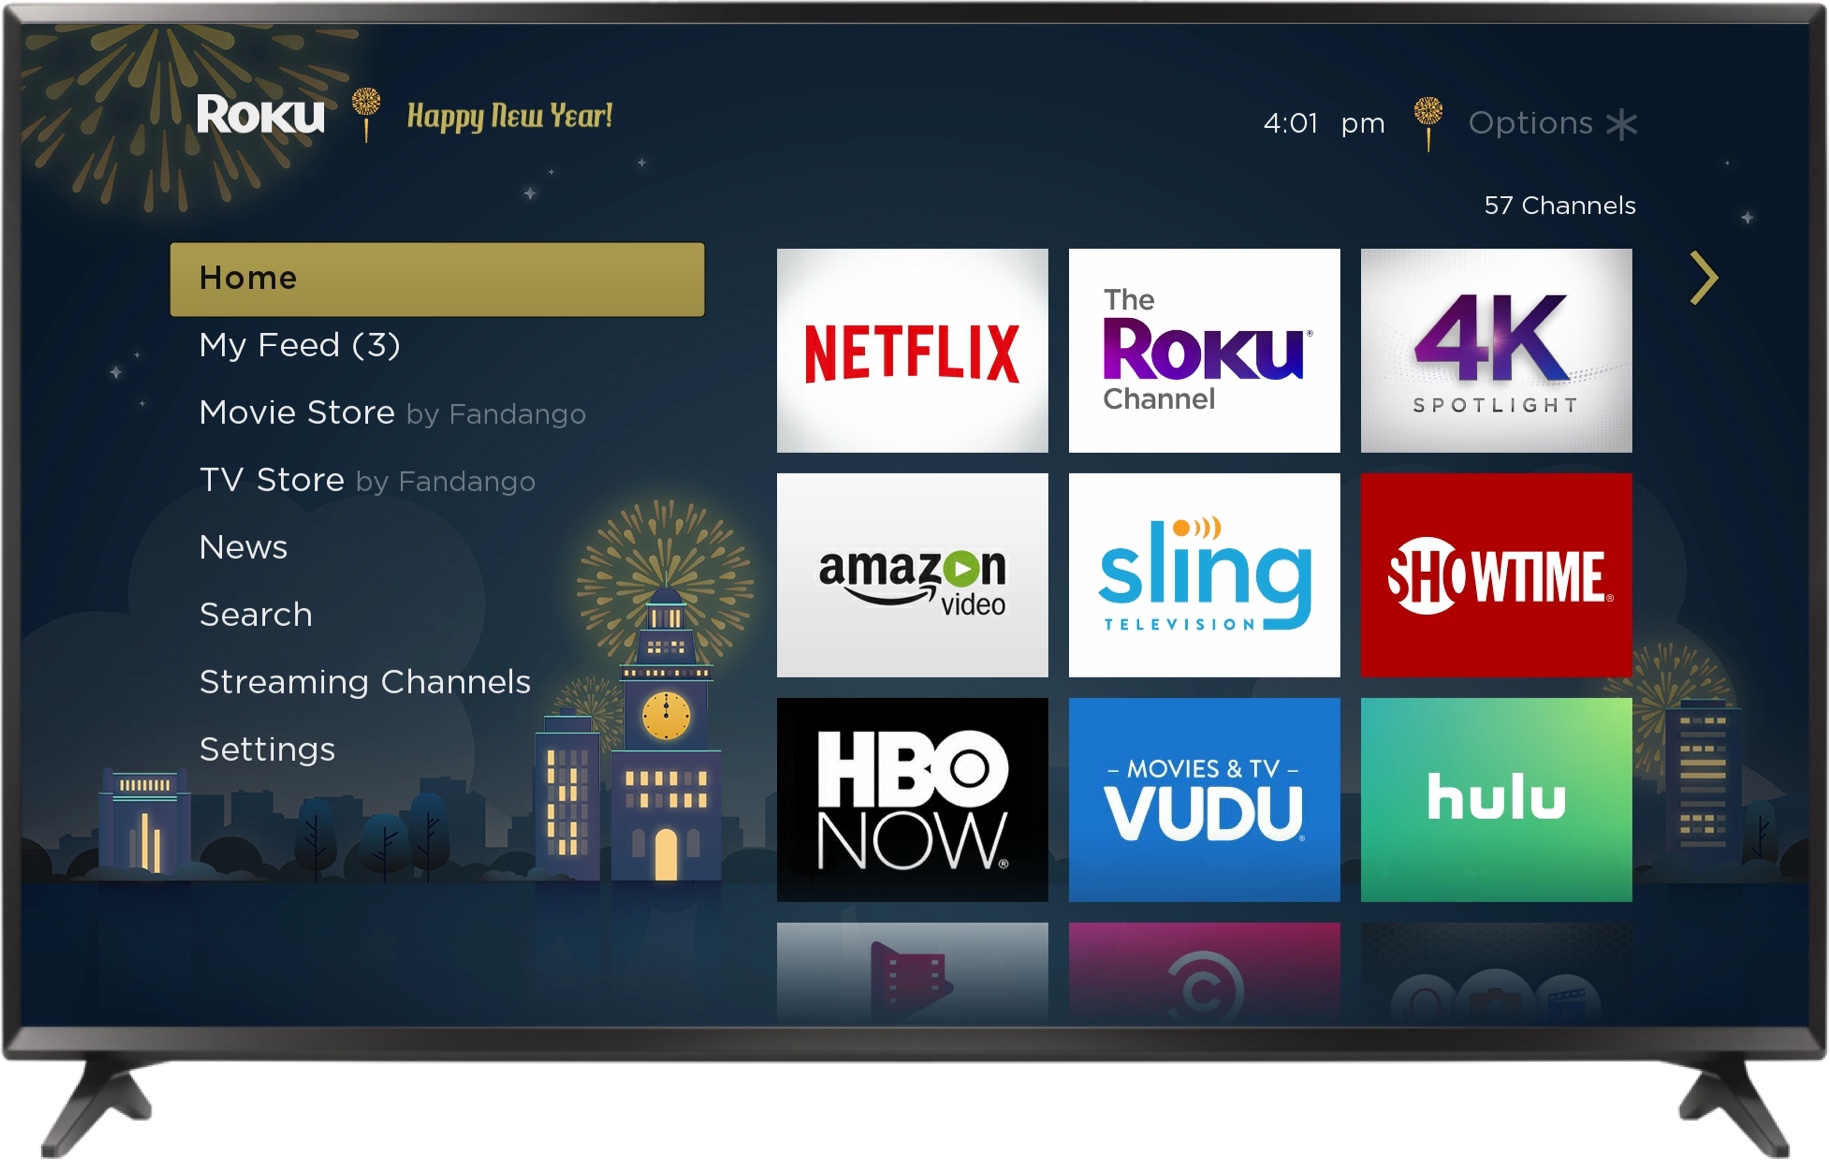 ROKU
Happy New Year!
4:01 pm
Options
57 Channels
Home
My Feed (3)
Movie Store by Fandango
TV Store by Fandango
News
Search
Streaming Channels
Settings
NETFLIX
The
ROKU®
Channel
4K
SPOTLIGHT
amazon
video
sling
TELEVISION
SHOWTIME®
HBO
NOW®
– MOVIES & TV –
VUDU®
hulu